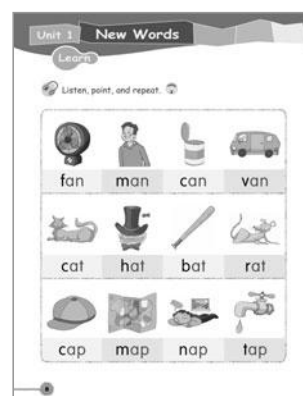 Unit 1 New Words
Learn
Listen, point, and repeat.
fan man can van
cat hat bat rat
cap map nap tap